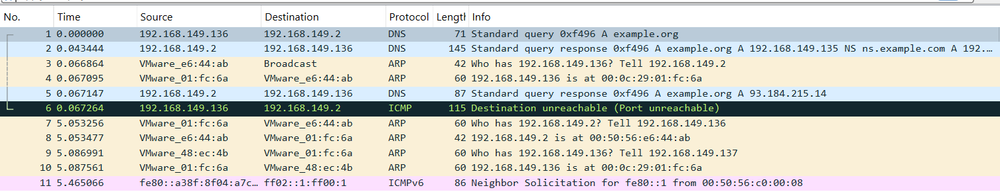 No. Time Source Destination Protocol Lengtl Info
1 0.000000 192.168.149.136 192.168.149.2 DNS 71 Standard query 0xf496 A example.org
2 0.043444 192.168.149.2 192.168.149.136 DNS 145 Standard query response 0xf496 A example.org A 192.168.149.135 NS ns.example.com A 192.…
3 0.066864 VMware_e6:44:ab Broadcast ARP 42 Who has 192.168.149.136? Tell 192.168.149.2
4 0.067095 VMware_01:fc:6a VMware_e6:44:ab ARP 60 192.168.149.136 is at 00:0c:29:01:fc:6a
5 0.067147 192.168.149.2 192.168.149.136 DNS 87 Standard query response 0xf496 A example.org A 93.184.215.14
6 0.067264 192.168.149.136 192.168.149.2 ICMP 115 Destination unreachable (Port unreachable)
7 5.053256 VMware_01:fc:6a VMware_e6:44:ab ARP 60 Who has 192.168.149.2? Tell 192.168.149.136
8 5.053477 VMware_e6:44:ab VMware_01:fc:6a ARP 42 192.168.149.2 is at 00:50:56:e6:44:ab
9 5.086991 VMware_48:ec:4b VMware_01:fc:6a ARP 60 Who has 192.168.149.136? Tell 192.168.149.137
10 5.087561 VMware_01:fc:6a VMware_48:ec:4b ARP 60 192.168.149.136 is at 00:0c:29:01:fc:6a
11 5.465066 fe80::a38f:8f04:a7c… ff02::1:ff00:1 ICMPv6 86 Neighbor Solicitation for fe80::1 from 00:50:56:c0:00:08